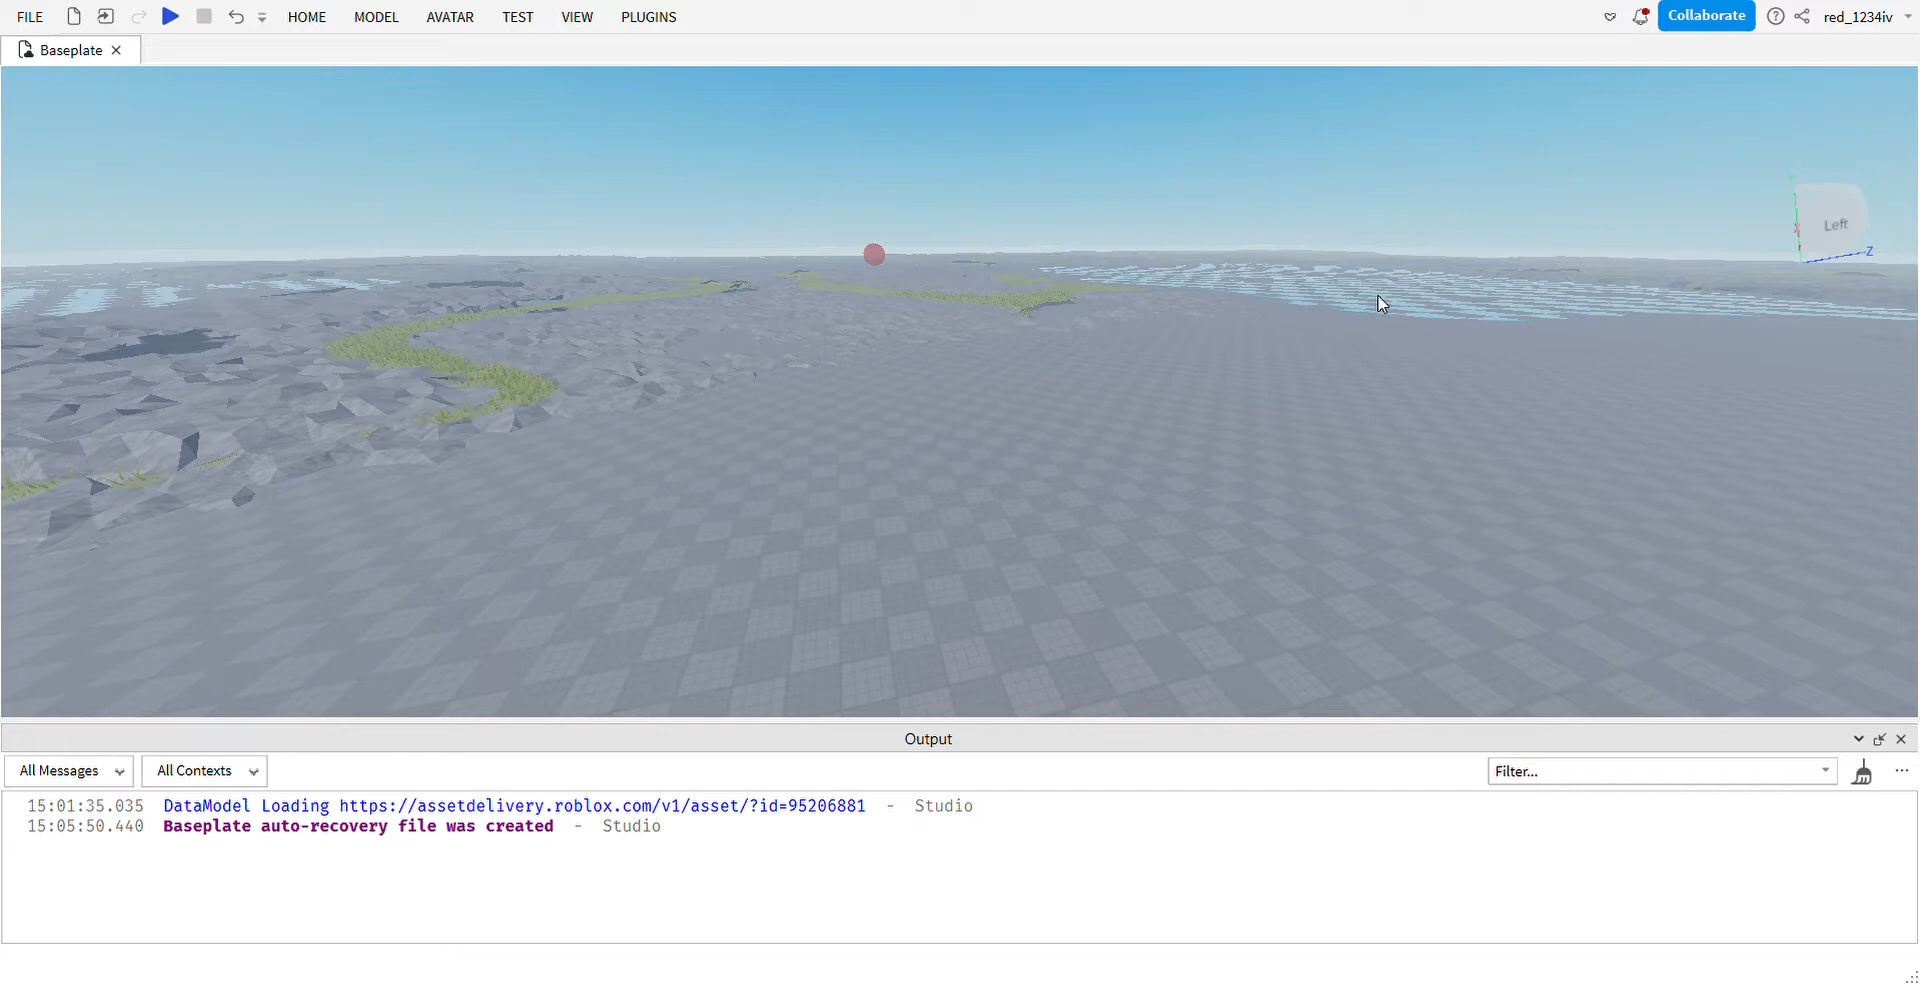 FILE HOME MODEL AVATAR TEST VIEW PLUGINS Collaborate red_1234iv
Baseplate
Left
Z
Output
All Messages All Contexts Filter...
15:01:35.035 DataModel Loading https://assetdelivery.roblox.com/v1/asset/?id=95206881 - Studio
15:05:50.440 Baseplate auto-recovery file was created - Studio